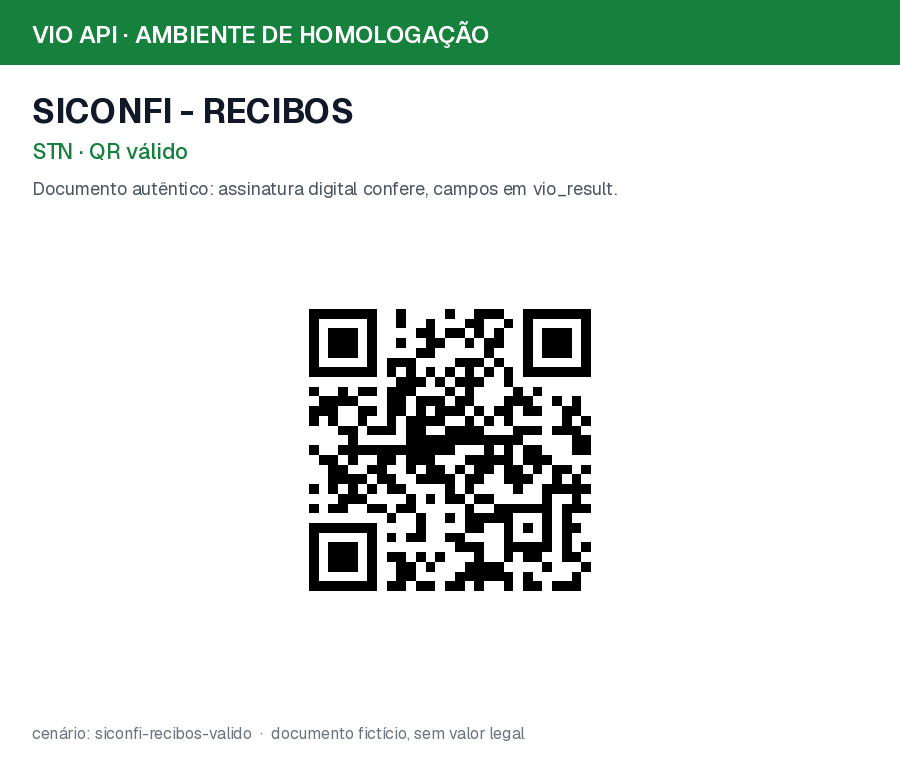 VIO API · AMBIENTE DE HOMOLOGAÇÃO
SICONFI - RECIBOS
STN · QR válido
Documento autêntico: assinatura digital confere, campos em vio_result.
cenário: siconfi-recibos-valido · documento fictício, sem valor legal